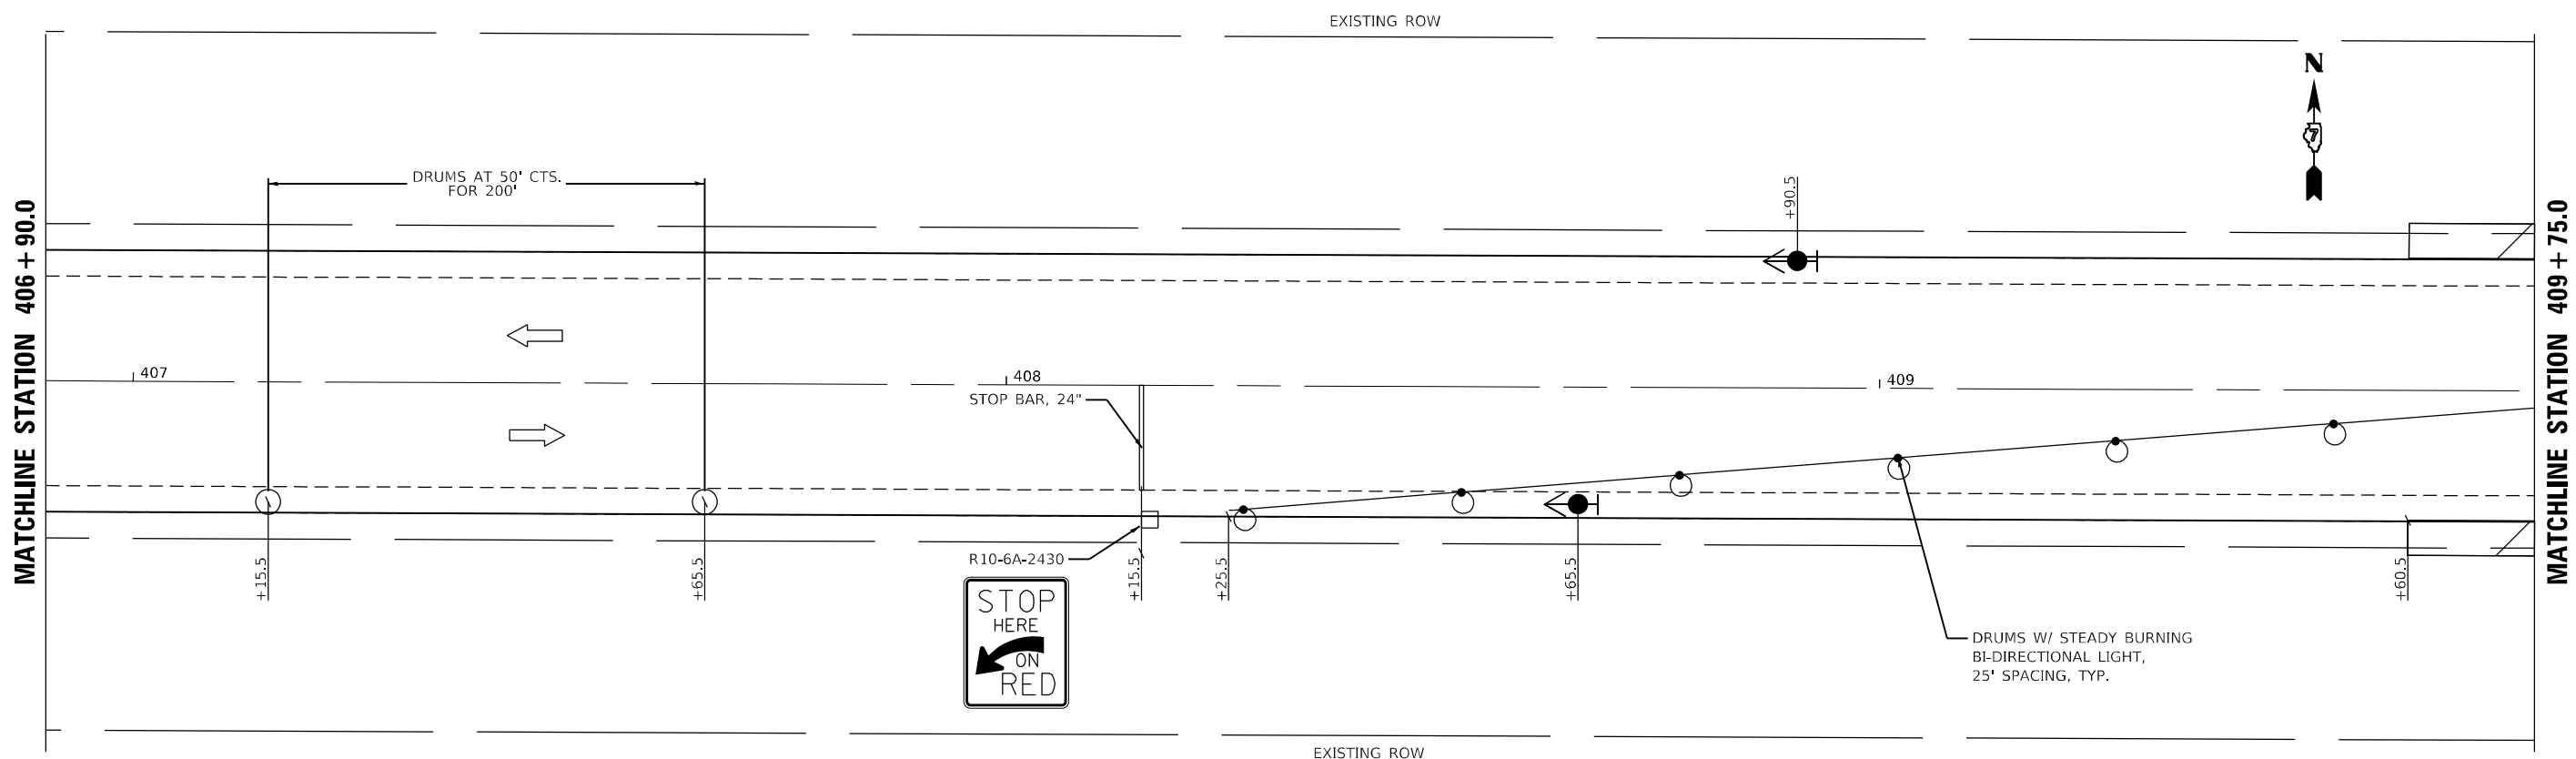 EXISTING ROW
N
7
DRUMS AT 50' CTS.
FOR 200'
+90.5
MATCHLINE STATION 406 + 90.0
MATCHLINE STATION 409 + 75.0
407
408
409
STOP BAR, 24"
R10-6A-2430
+15.5
+65.5
+15.5
+25.5
+65.5
+60.5
STOP
HERE
ON
RED
DRUMS W/ STEADY BURNING
BI-DIRECTIONAL LIGHT,
25' SPACING, TYP.
EXISTING ROW